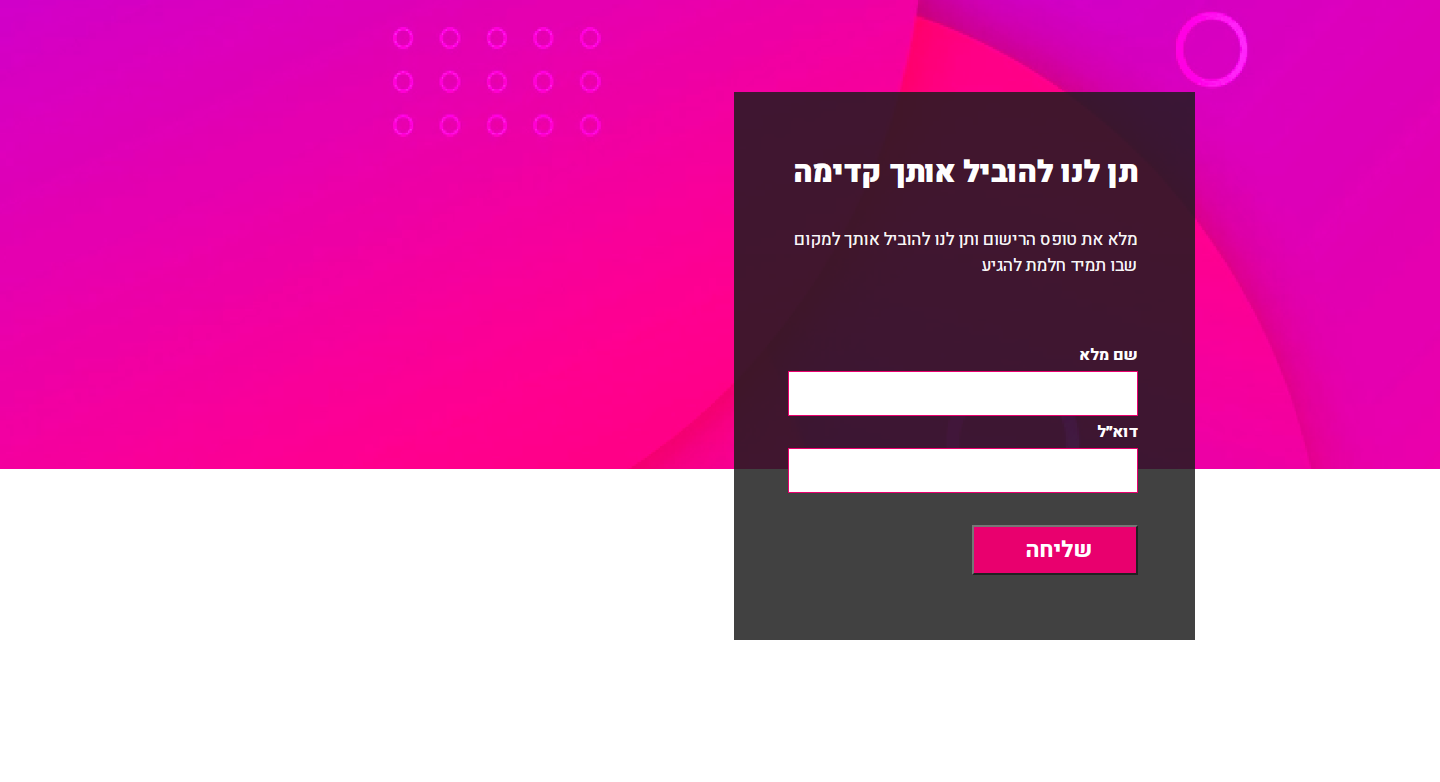 תן לנו להוביל אותך קדימה
מלא את טופס הרישום ותן לנו להוביל אותך למקום
שבו תמיד חלמת להגיע
שם מלא
דוא"ל
שליחה